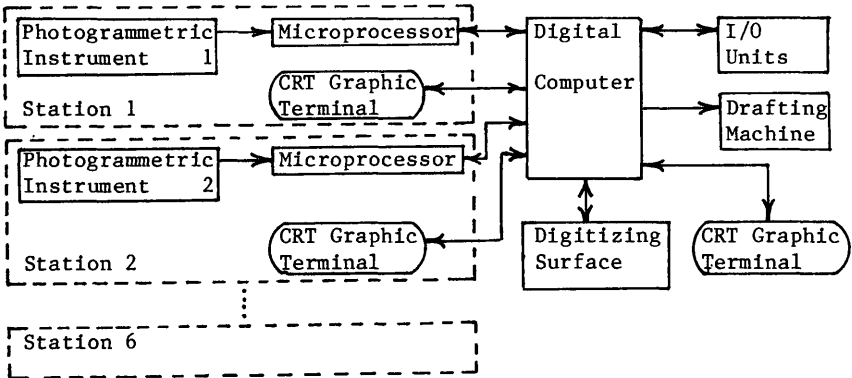 Photogrammetric
Instrument 1
Microprocessor
CRT Graphic
Terminal
Station 1
Photogrammetric
Instrument 2
Microprocessor
CRT Graphic
Terminal
Station 2
Station 6
Digital
Computer
I/O
Units
Drafting
Machine
Digitizing
Surface
CRT Graphic
Terminal